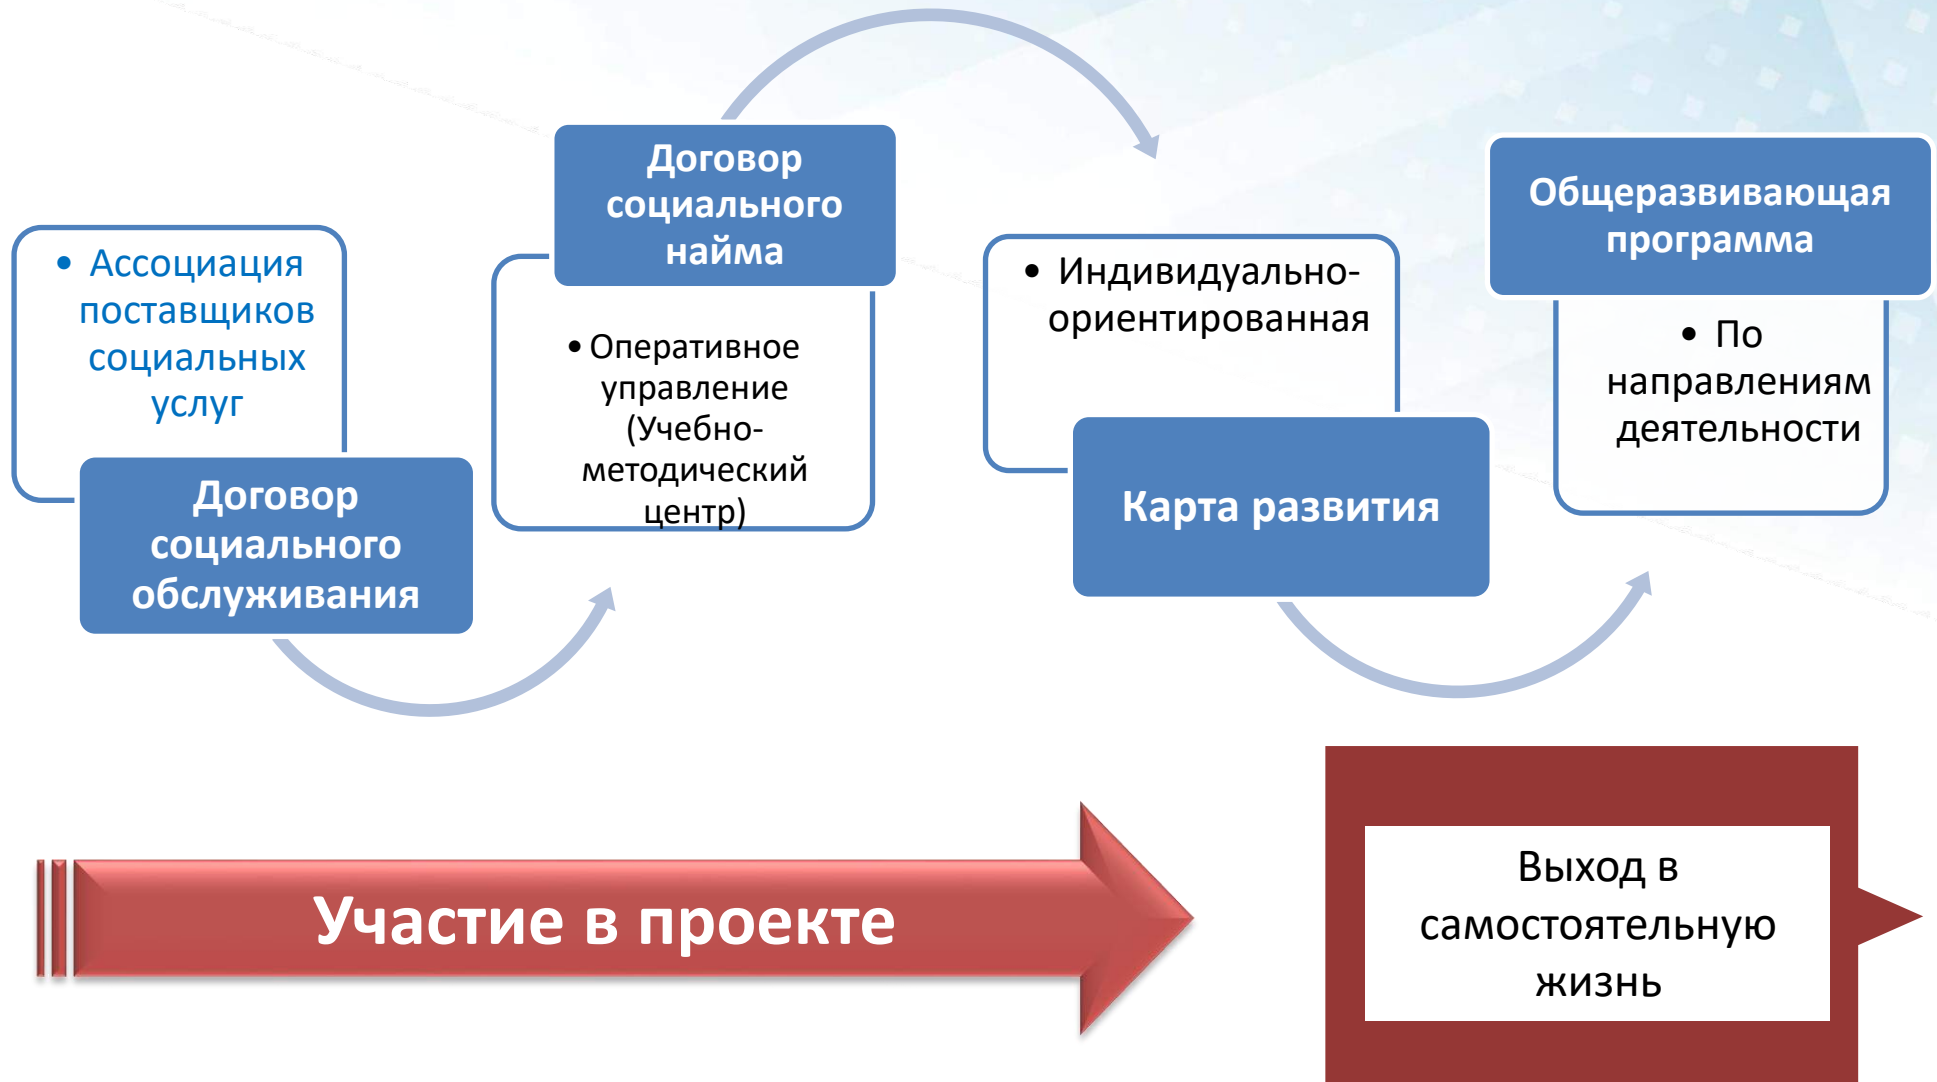 • Ассоциация
поставщиков
социальных
услуг
Договор
социального
обслуживания
Договор
социального
найма
• Оперативное
управление
(Учебно-
методический
центр)
• Индивидуально-
ориентированная
Карта развития
Общеразвивающая
программа
• По
направлениям
деятельности
Участие в проекте
Выход в
самостоятельную
жизнь